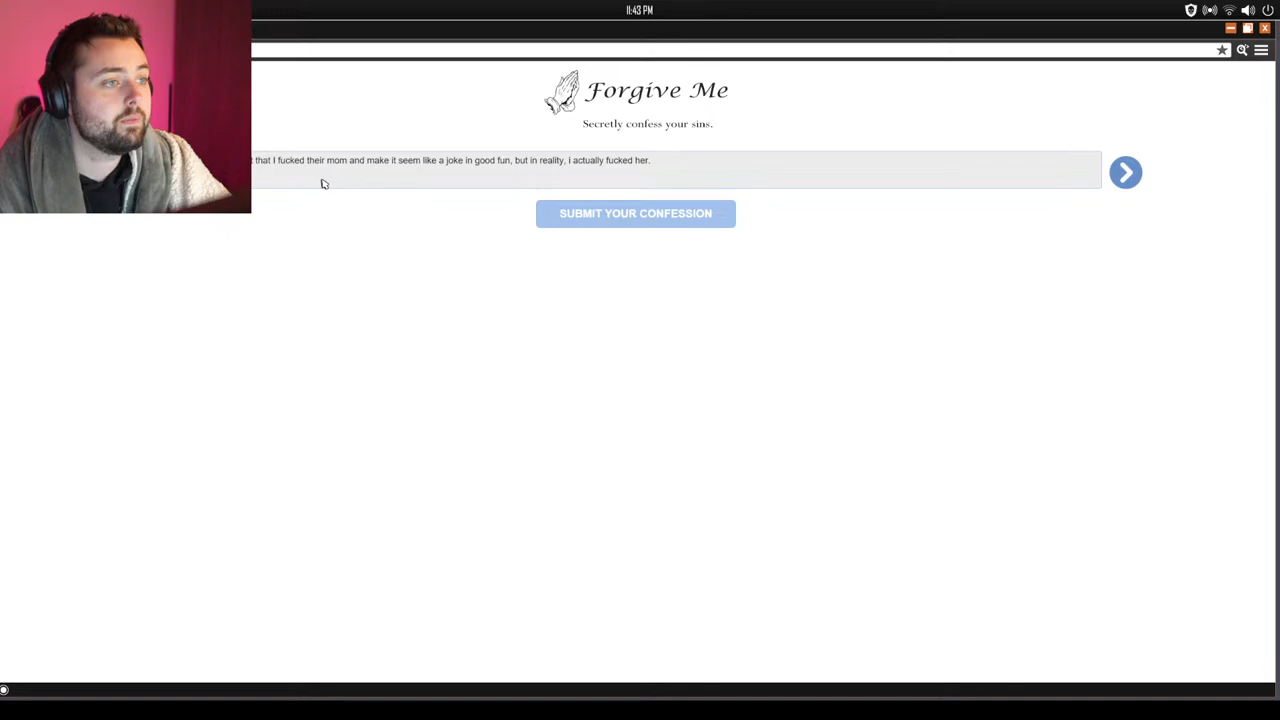 11:43 PM
Forgive Me
Secretly confess your sins.
that I fucked their mom and make it seem like a joke in good fun, but in reality, i actually fucked her.
SUBMIT YOUR CONFESSION